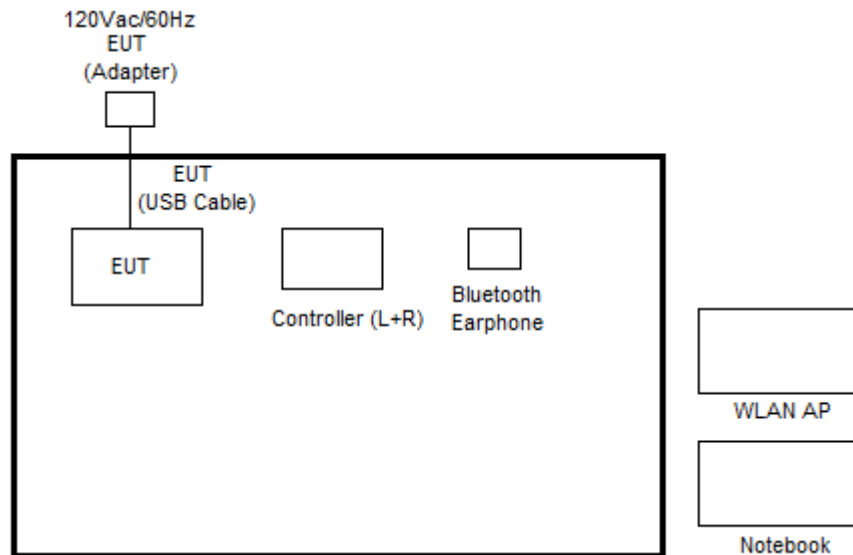 120Vac/60Hz
EUT
(Adapter)
EUT
(USB Cable)
EUT
Controller (L+R)
Bluetooth
Earphone
WLAN AP
Notebook